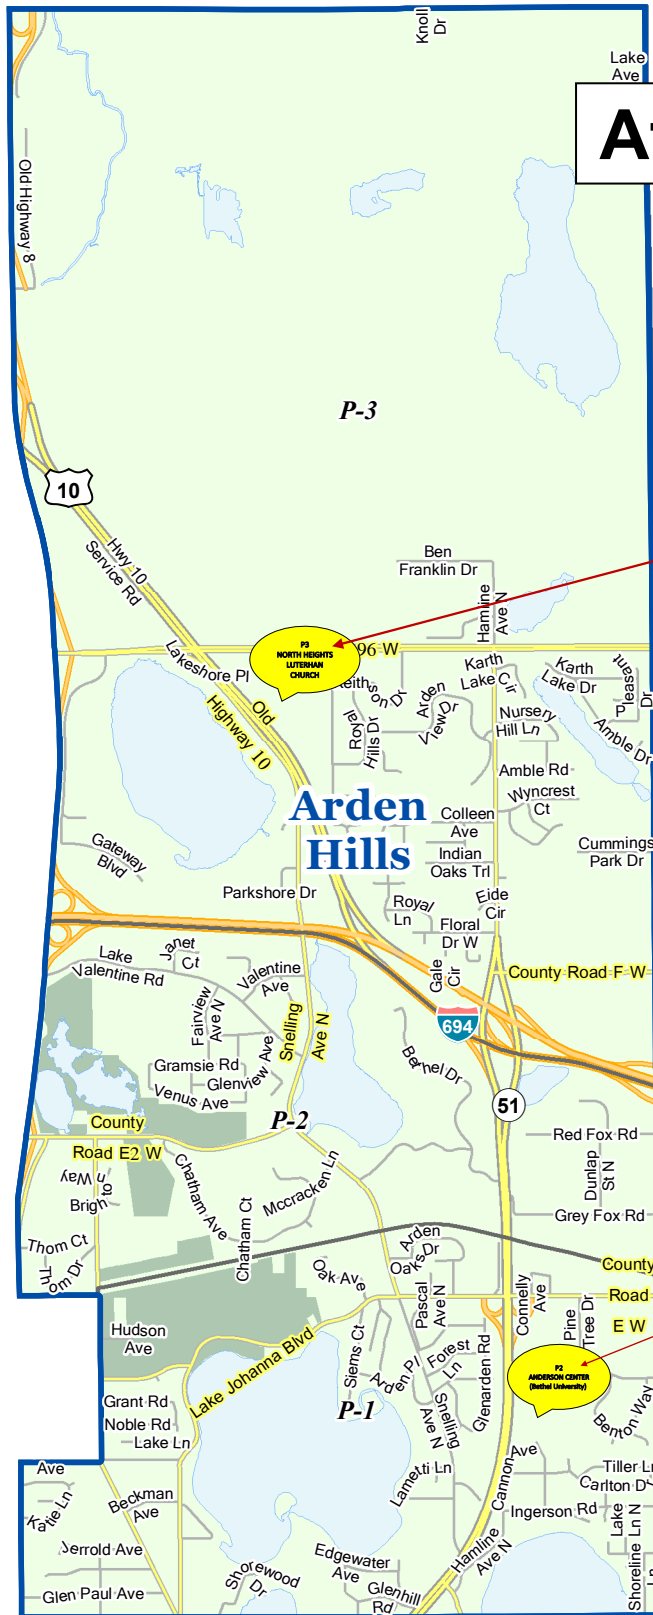 Knoll
Dr
Lake
Ave
Old Highway 8
P-3
10
Hwy 10
Service Rd
Ben
Franklin Dr
Hamline
Ave N
P3
NORTH HEIGHTS
LUTERHAN
CHURCH
96 W
Lakeshore Pl
Old
Highway 10
Royal
Hills Dr
Arden
View Dr
Karth
Lake Cir
Karth
Lake Dr
Pleasant
Dr
Nursery
Hill Ln
Amble Dr
Amble Rd
Wyncrest
Ct
Arden
Hills
Colleen
Ave
Indian
Oaks Trl
Cummings
Park Dr
Gateway
Blvd
Parkshore Dr
Royal
Ln
Eide
Cir
Floral
Dr W
Gale
Cir
County Road F W
Lake
Valentine Rd
Janet
Ct
Valentine
Ave
Fairview
Ave N
Snelling
Ave N
694
Gramsie Rd
Glenview Ave
Venus Ave
Bethel Dr
51
P-2
County
Road E2 W
Red Fox Rd
Dunlap
St N
Brighton
Way
Chatham Ave
Mccracken Ln
Chatham Ct
Grey Fox Rd
Thom Ct
Thom Dr
Arden
Oaks Dr
Oak Ave
County
Road
E W
Pascal
Ave N
Connelly
Ave
Pine
Tree Dr
Hudson
Ave
Lake Johanna Blvd
Siems Ct
Arden Pl
Forest
Ln
Glenarden Rd
P2
ANDERSON CENTER
(Bethel University)
Grant Rd
Noble Rd
Lake Ln
P-1
Snelling
Ave N
Benton Way
Ave
Katie Ln
Beckman
Ave
Lametti Ln
Cannon Ave
Tiller Ln
Carlton Dr
Ingerson Rd
Lake
Shoreline Ln N
Jerrold Ave
Glen Paul Ave
Shorewood
Dr
Edgewater
Ave
Glenhill
Rd
Hamline
Ave N